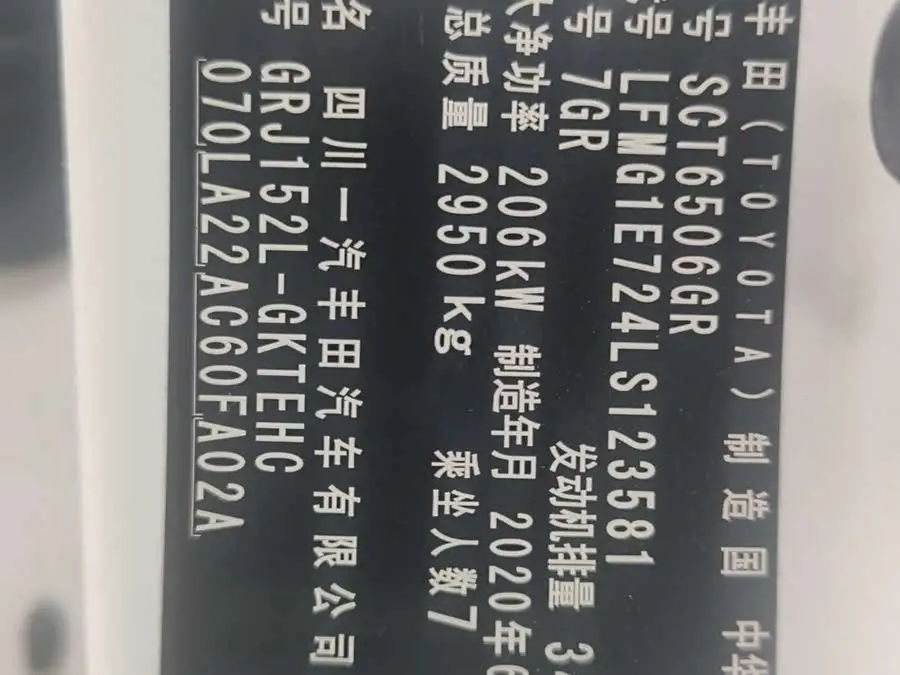 丰田(TOYOTA) 制造国 中华
号 SCT6506GR
号 LFMG1E724LS123581
号 7GR 发动机排量 3
大净功率 206kW 制造年月 2020年6
总质量 2950kg 乘坐人数7
名 四川一汽丰田汽车有限公司
号 GRJ152L-GKTEHC
070LA22AC60FA02A